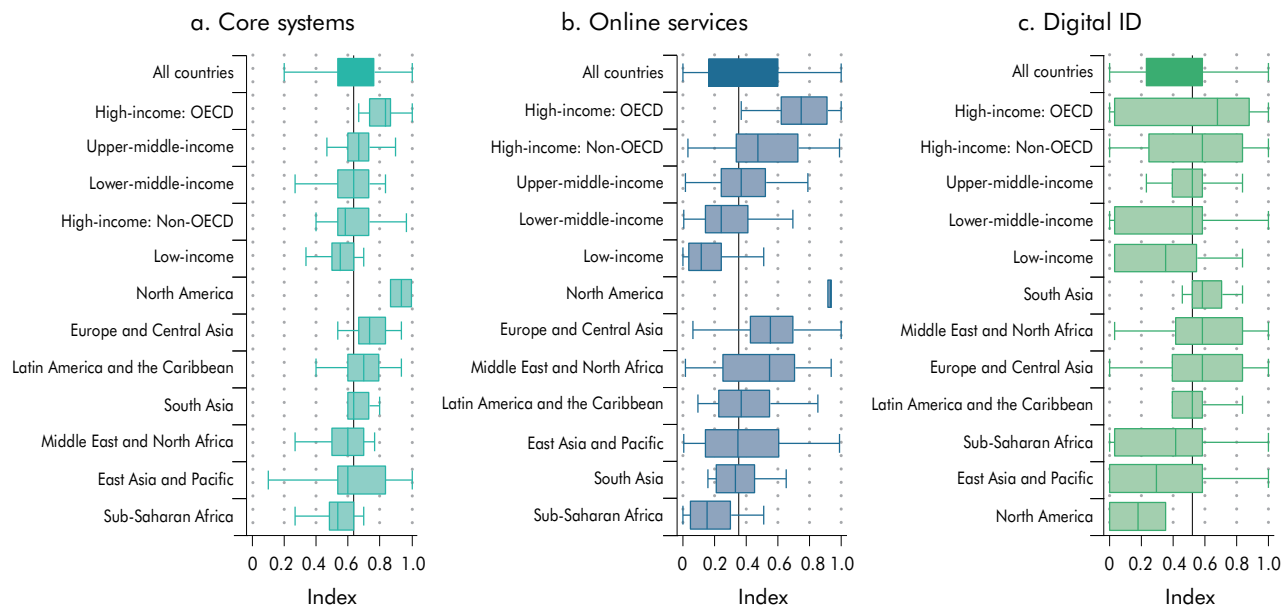 a. Core systems
All countries
High-income: OECD
Upper-middle-income
Lower-middle-income
High-income: Non-OECD
Low-income
North America
Europe and Central Asia
Latin America and the Caribbean
South Asia
Middle East and North Africa
East Asia and Pacific
Sub-Saharan Africa
0 0.2 0.4 0.6 0.8 1.0
Index
b. Online services
All countries
High-income: OECD
High-income: Non-OECD
Upper-middle-income
Lower-middle-income
Low-income
North America
Europe and Central Asia
Middle East and North Africa
Latin America and the Caribbean
East Asia and Pacific
South Asia
Sub-Saharan Africa
0 0.2 0.4 0.6 0.8 1.0
Index
c. Digital ID
All countries
High-income: OECD
High-income: Non-OECD
Upper-middle-income
Lower-middle-income
Low-income
South Asia
Middle East and North Africa
Europe and Central Asia
Latin America and the Caribbean
Sub-Saharan Africa
East Asia and Pacific
North America
0 0.2 0.4 0.6 0.8 1.0
Index